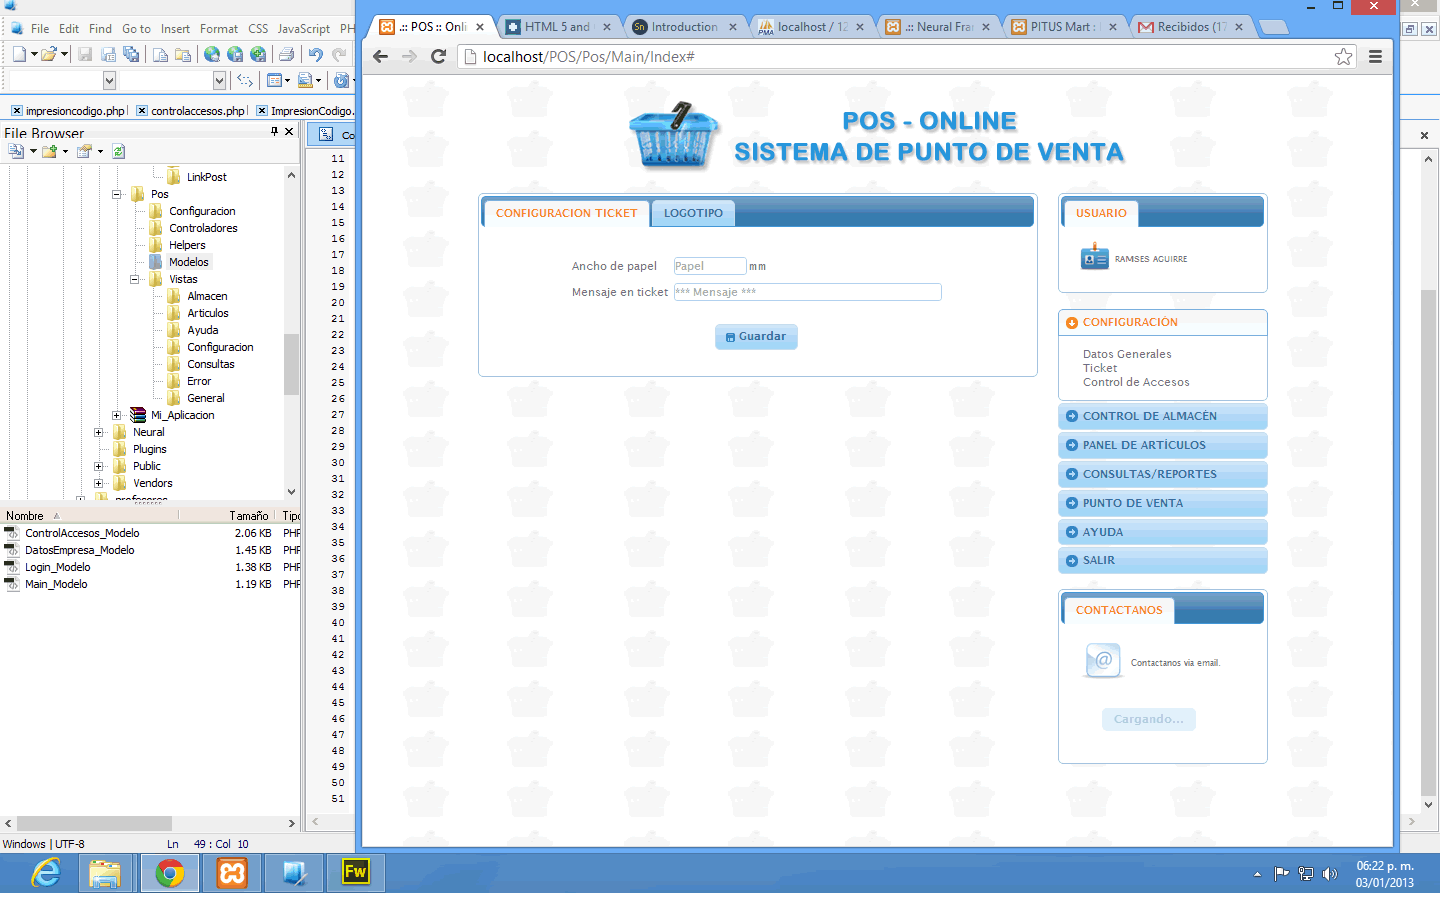 File Edit Find Go to Insert Format CSS JavaScript PH
impresioncodigo.php controlaccesos.php ImpresionCodigo.
File Browser
LinkPost
Pos
Configuracion
Controladores
Helpers
Modelos
Vistas
Almacen
Articulos
Ayuda
Configuracion
Consultas
Error
General
Mi_Aplicacion
Neural
Plugins
Public
Vendors
profesores
Nombre Tamaño Tipo
ControlAccesos_Modelo 2.06 KB PHP
DatosEmpresa_Modelo 1.45 KB PHP
Login_Modelo 1.38 KB PHP
Main_Modelo 1.19 KB PHP
Windows | UTF-8 Ln 49 : Col 10
Co
11
12
13
14
15
16
17
18
19
20
21
22
23
24
25
26
27
28
29
30
31
32
33
34
35
36
37
38
39
40
41
42
43
44
45
46
47
48
49
50
51
.:: POS :: Onli HTML 5 and Introduction localhost / 12 .:: Neural Fra PITUS Mart : Recibidos (17
localhost/POS/Pos/Main/Index#
POS - ONLINE
SISTEMA DE PUNTO DE VENTA
CONFIGURACION TICKET LOGOTIPO
Ancho de papel Papel mm
Mensaje en ticket *** Mensaje ***
Guardar
USUARIO
RAMSES AGUIRRE
CONFIGURACIÓN
Datos Generales
Ticket
Control de Accesos
CONTROL DE ALMACÉN
PANEL DE ARTÍCULOS
CONSULTAS/REPORTES
PUNTO DE VENTA
AYUDA
SALIR
CONTACTANOS
@
Contactanos via email.
Cargando...
Fw
06:22 p. m.
03/01/2013